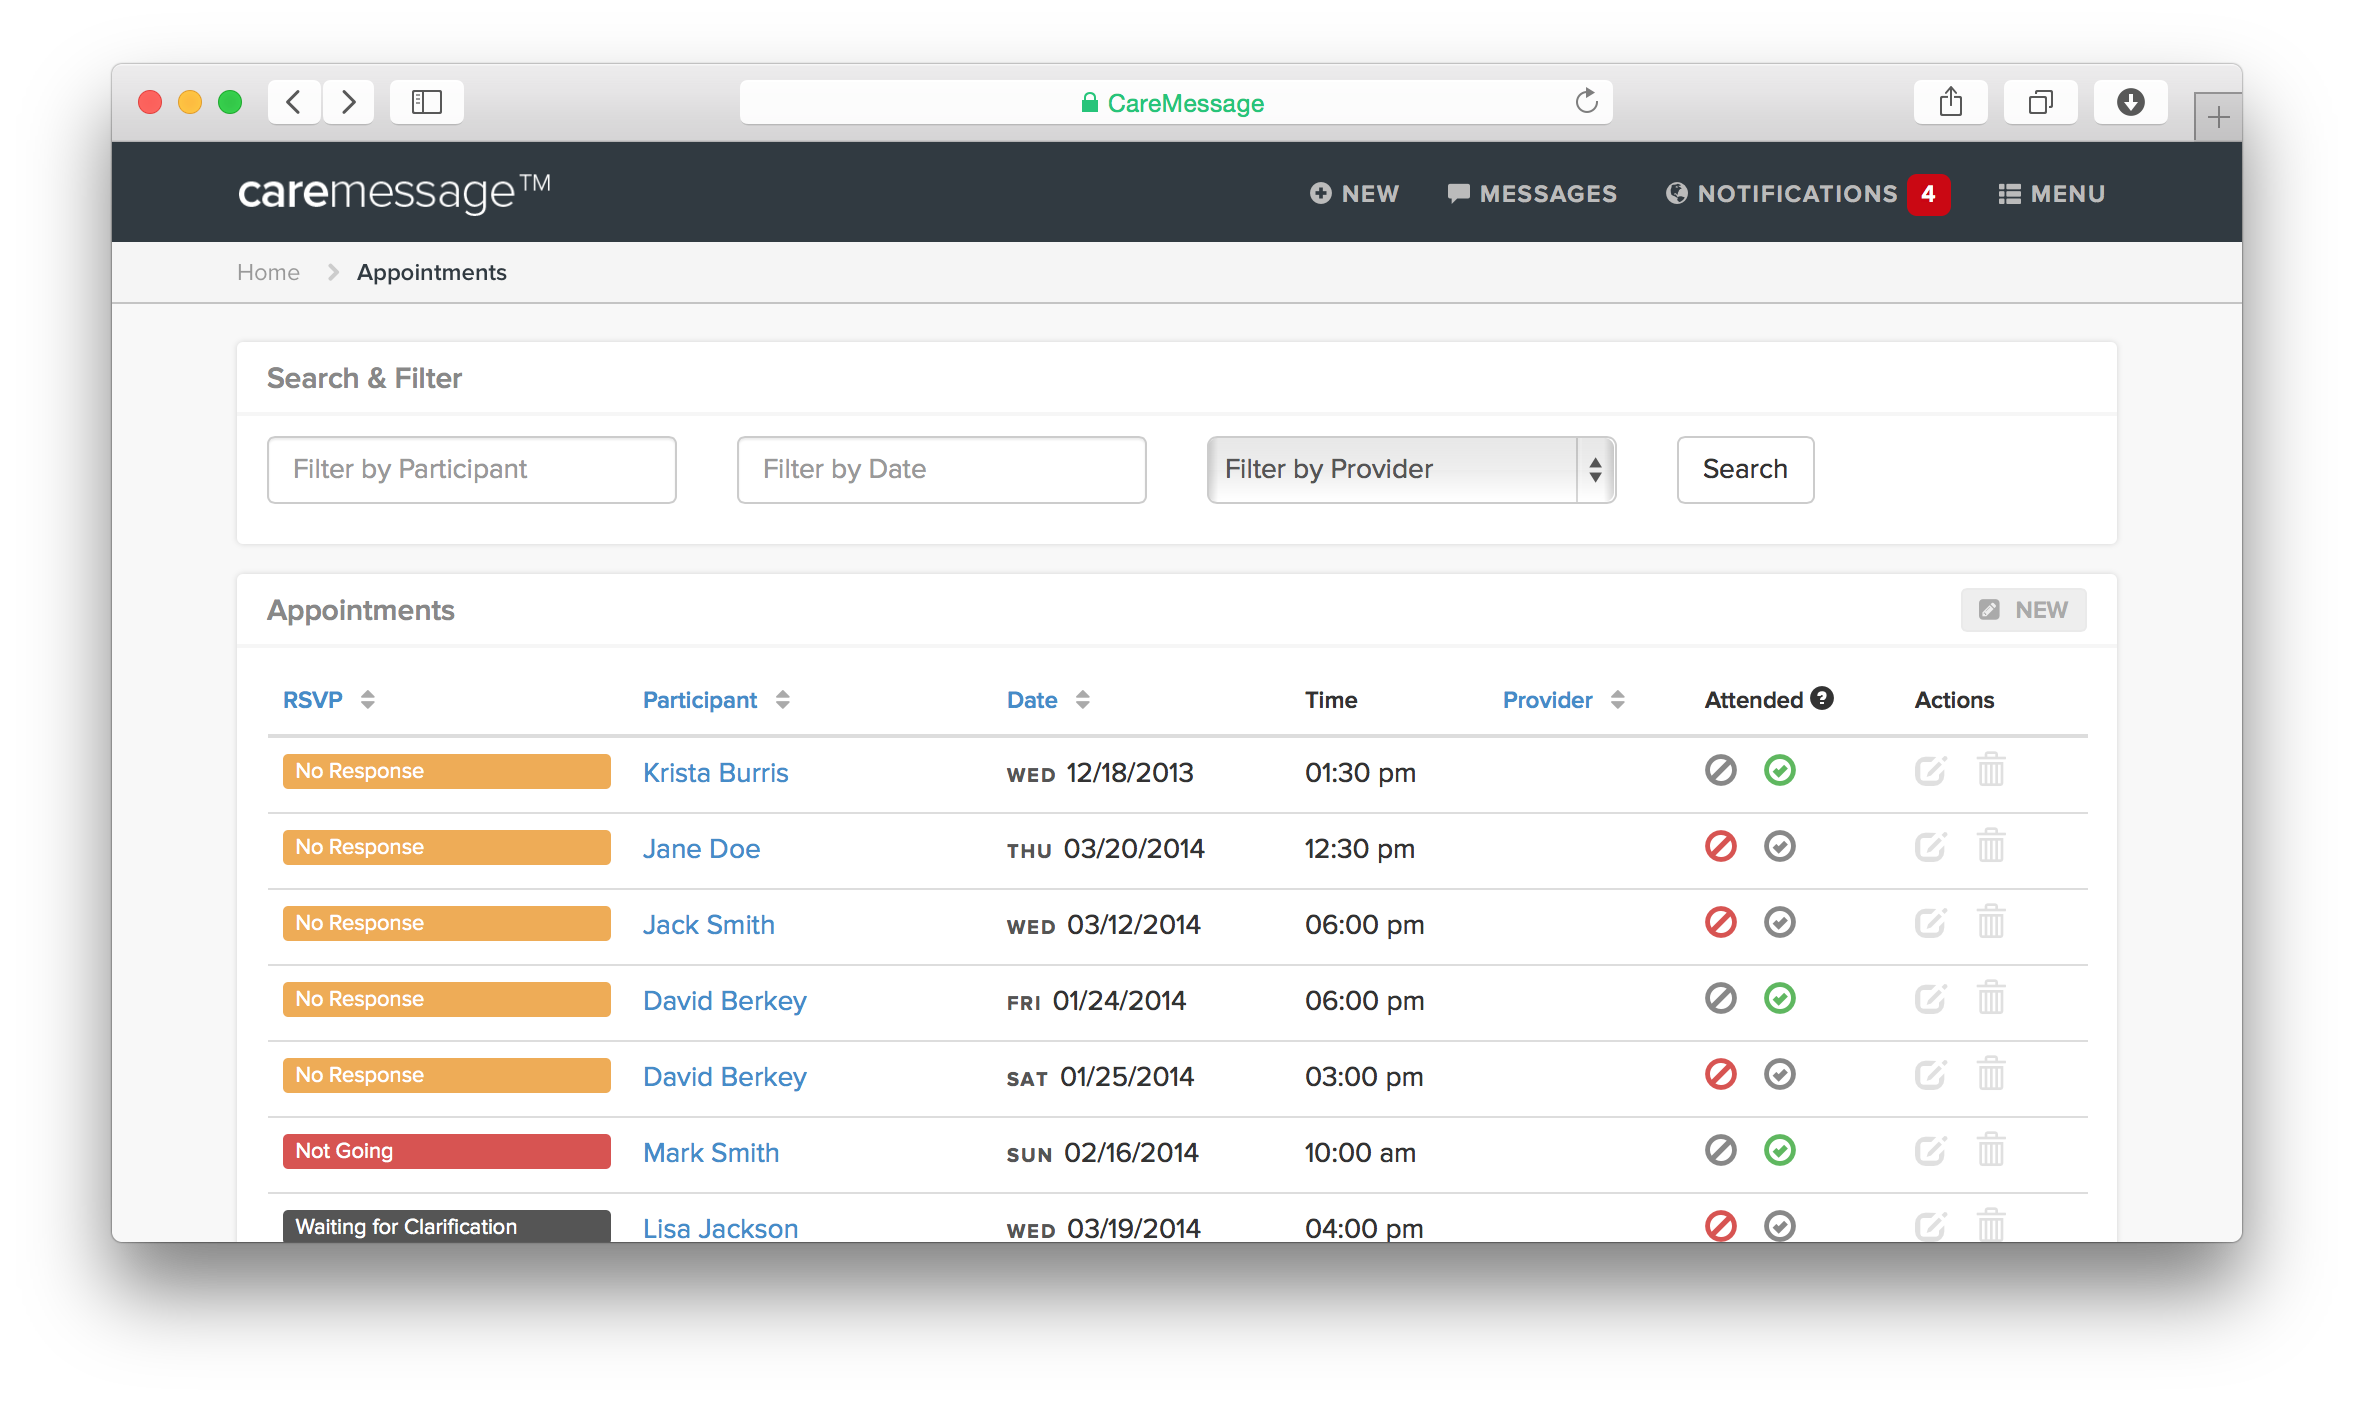 CareMessage
caremessage™
NEW MESSAGES NOTIFICATIONS 4 MENU
Home Appointments
Search & Filter
Filter by Participant Filter by Date Filter by Provider Search
Appointments NEW
RSVP Participant Date Time Provider Attended ? Actions
No Response Krista Burris WED 12/18/2013 01:30 pm
No Response Jane Doe THU 03/20/2014 12:30 pm
No Response Jack Smith WED 03/12/2014 06:00 pm
No Response David Berkey FRI 01/24/2014 06:00 pm
No Response David Berkey SAT 01/25/2014 03:00 pm
Not Going Mark Smith SUN 02/16/2014 10:00 am
Waiting for Clarification Lisa Jackson WED 03/19/2014 04:00 pm